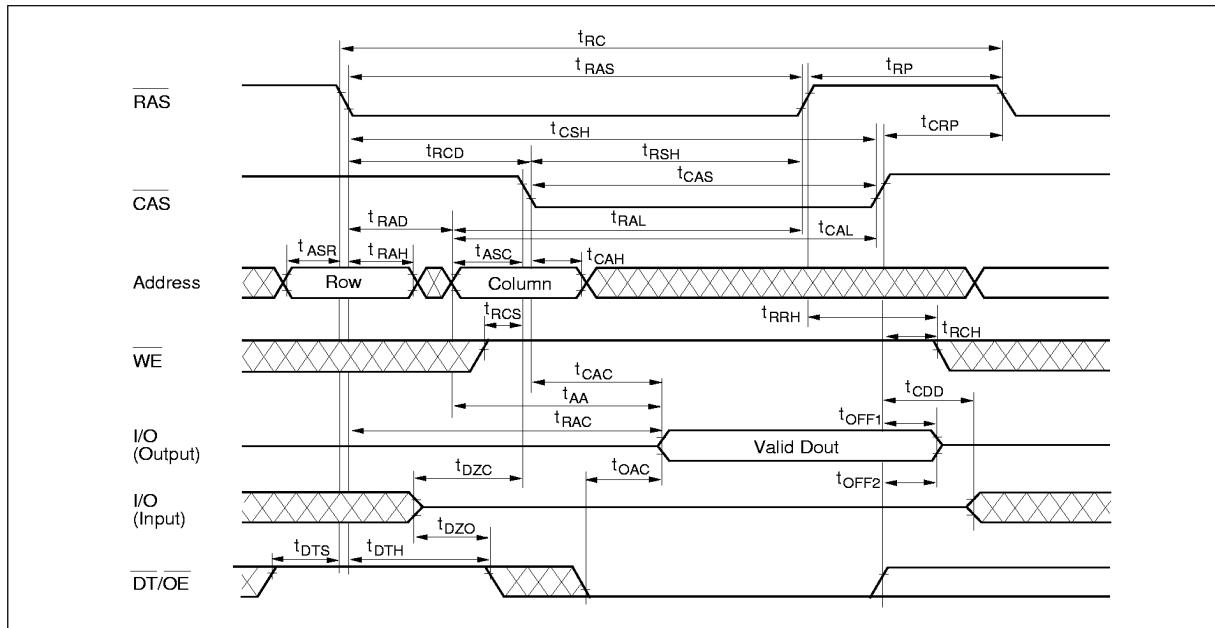 tRC
tRAS
tRP
RAS
tCSH
tCRP
tRCD
tRSH
tCAS
CAS
tRAD
tRAL
tCAL
tASR
tRAH
tASC
tCAH
Address
Row
Column
tRCS
tRRH
tRCH
WE
tCAC
tCDD
tAA
tRAC
tOFF1
I/O
(Output)
Valid Dout
tDZC
tOAC
tOFF2
I/O
(Input)
tDZO
tDTS
tDTH
DT/OE